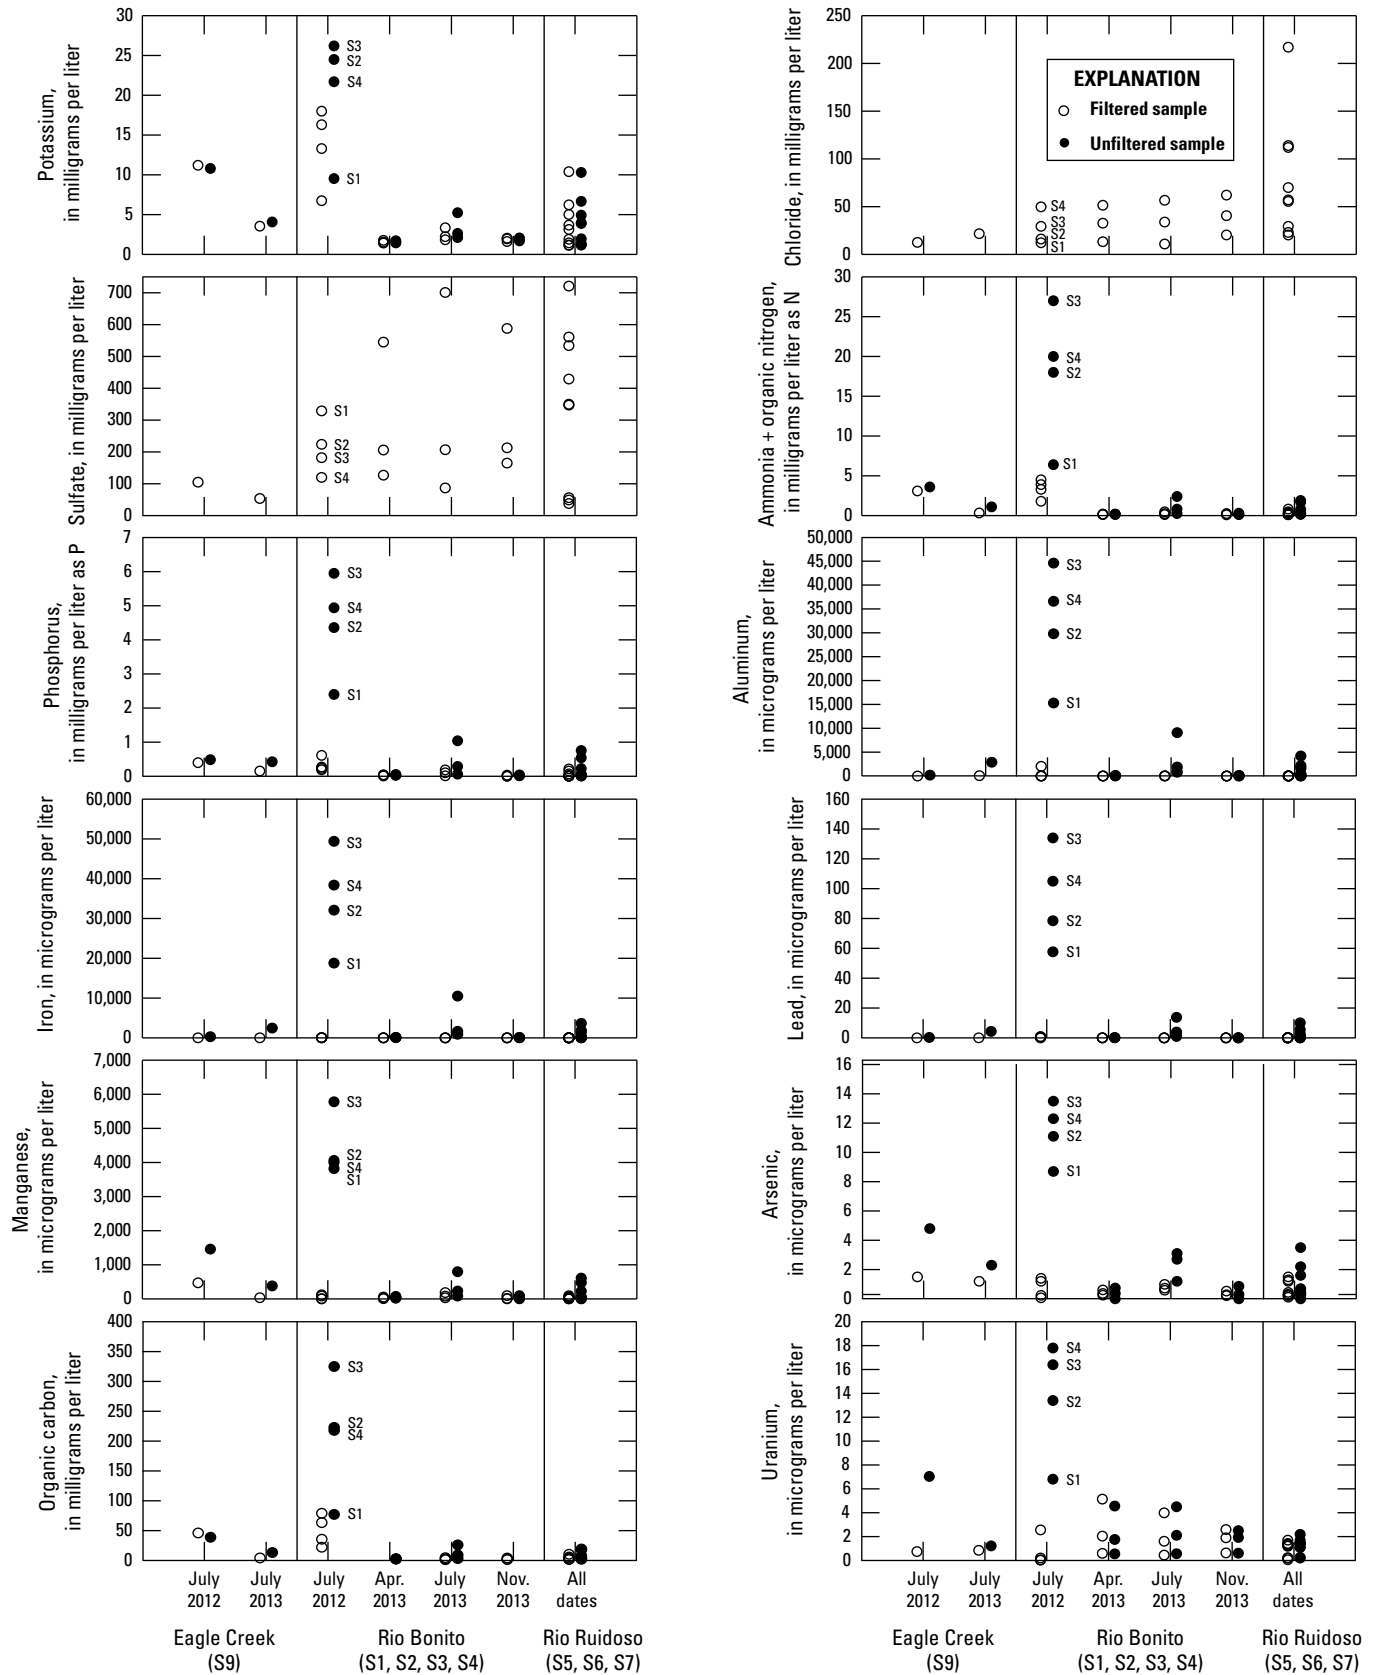 Potassium,
in milligrams per liter
30
25
20
15
10
5
0
S3
S2
S4
S1
Chloride, in milligrams per liter
250
200
150
100
50
0
EXPLANATION
Filtered sample
Unfiltered sample
S4
S3
S2
S1
Sulfate, in milligrams per liter
700
600
500
400
300
200
100
0
S1
S2
S3
S4
Ammonia + organic nitrogen,
in milligrams per liter as N
30
25
20
15
10
5
0
S3
S4
S2
S1
Phosphorus,
in milligrams per liter as P
7
6
5
4
3
2
1
0
S3
S4
S2
S1
Aluminum,
in micrograms per liter
50,000
45,000
40,000
35,000
30,000
25,000
20,000
15,000
10,000
5,000
0
S3
S4
S2
S1
Iron, in micrograms per liter
60,000
50,000
40,000
30,000
20,000
10,000
0
S3
S4
S2
S1
Lead, in micrograms per liter
160
140
120
100
80
60
40
20
0
S3
S4
S2
S1
Manganese,
in micrograms per liter
7,000
6,000
5,000
4,000
3,000
2,000
1,000
0
S3
S2
S4
S1
Arsenic,
in micrograms per liter
16
14
12
10
8
6
4
2
0
S3
S4
S2
S1
Organic carbon,
in milligrams per liter
400
350
300
250
200
150
100
50
0
S3
S2
S4
S1
Uranium,
in micrograms per liter
20
18
16
14
12
10
8
6
4
2
0
S4
S3
S2
S1
July July July Apr. July Nov. All
2012 2013 2012 2013 2013 2013 dates
Eagle Creek Rio Bonito Rio Ruidoso
(S9) (S1, S2, S3, S4) (S5, S6, S7)
July July July Apr. July Nov. All
2012 2013 2012 2013 2013 2013 dates
Eagle Creek Rio Bonito Rio Ruidoso
(S9) (S1, S2, S3, S4) (S5, S6, S7)